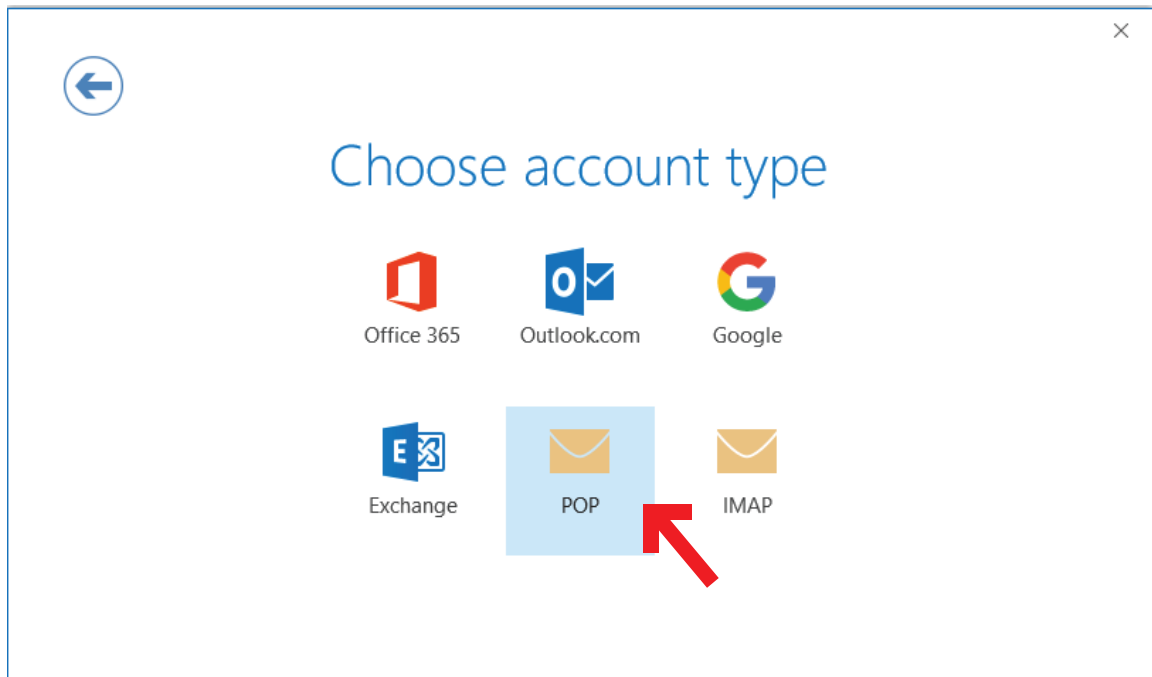 Choose account type
Office 365
Outlook.com
Google
Exchange
POP
IMAP